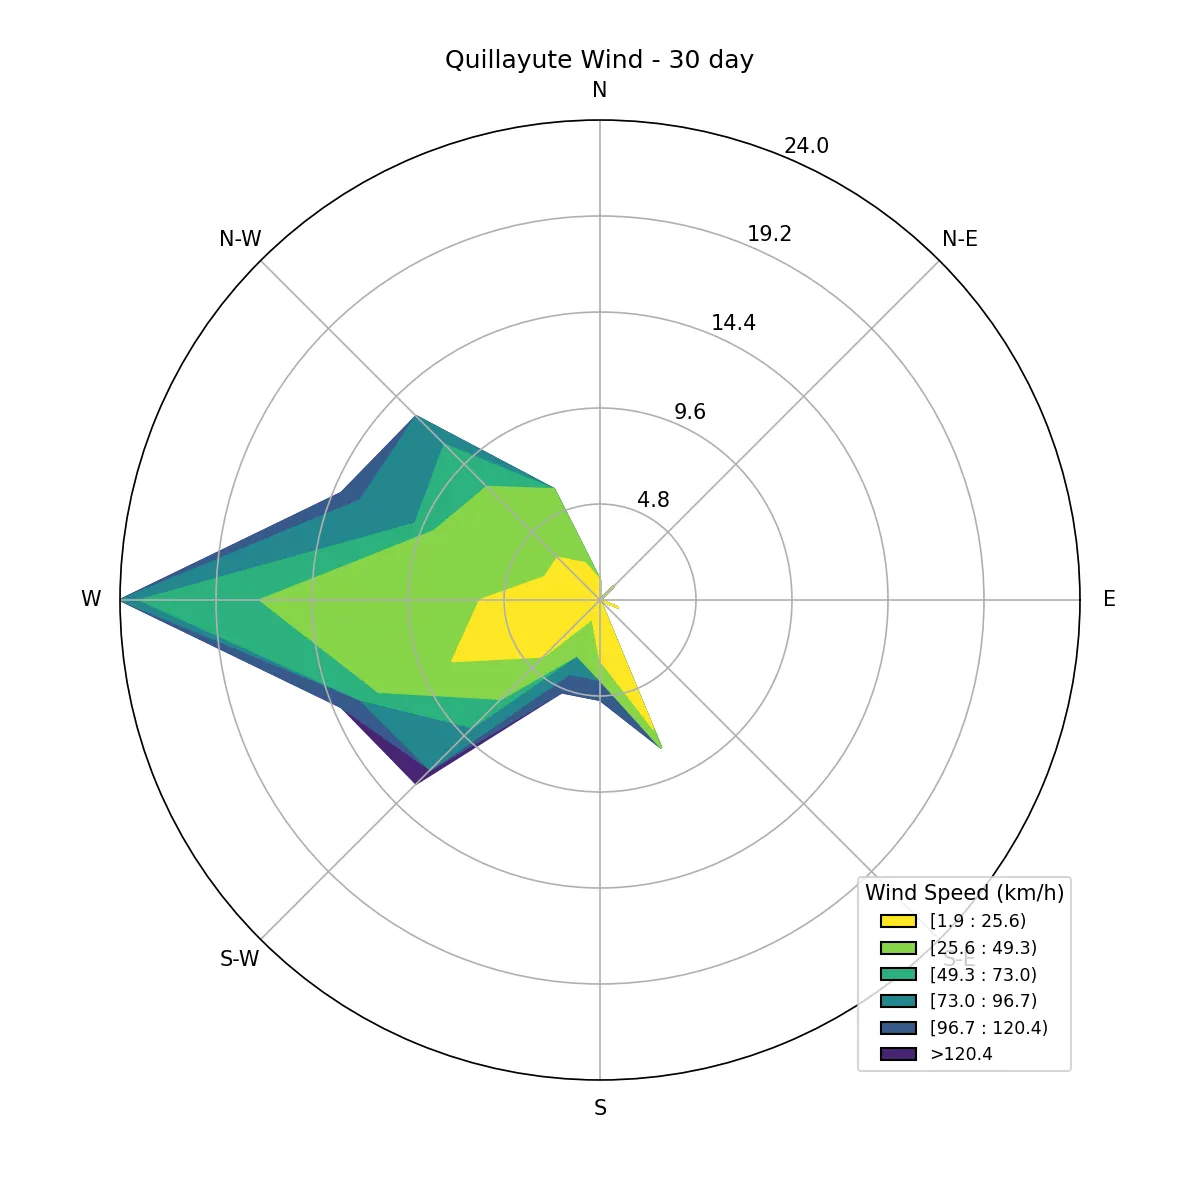 Quillayute Wind - 30 day
N
24.0
N-W
N-E
19.2
14.4
9.6
4.8
W
E
S-W
S-E
S
Wind Speed (km/h)
[1.9 : 25.6)
[25.6 : 49.3)
[49.3 : 73.0)
[73.0 : 96.7)
[96.7 : 120.4)
>120.4